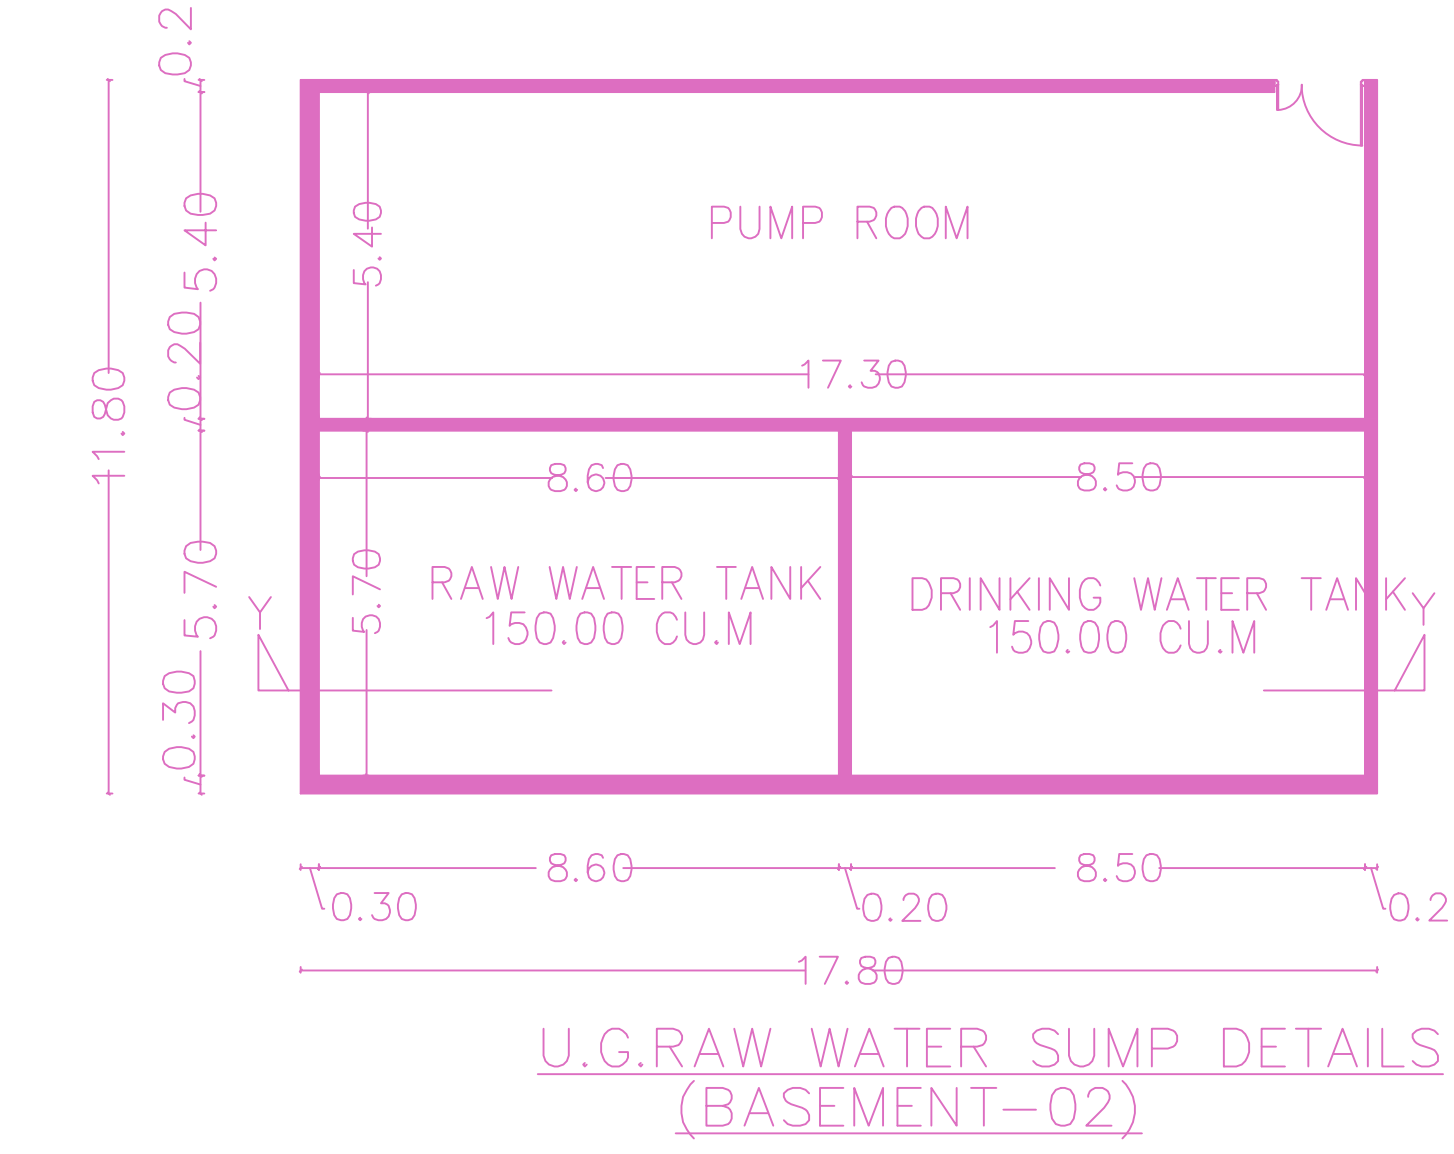 0.2
5.40
0.20
11.80
5.70
0.30
5.40
PUMP ROOM
17.30
8.60
8.50
5.70
RAW WATER TANK
150.00 CU.M
DRINKING WATER TANK
150.00 CU.M
Y
Y
8.60
8.50
0.30
0.20
0.2
17.80
U.G.RAW WATER SUMP DETAILS
(BASEMENT-02)